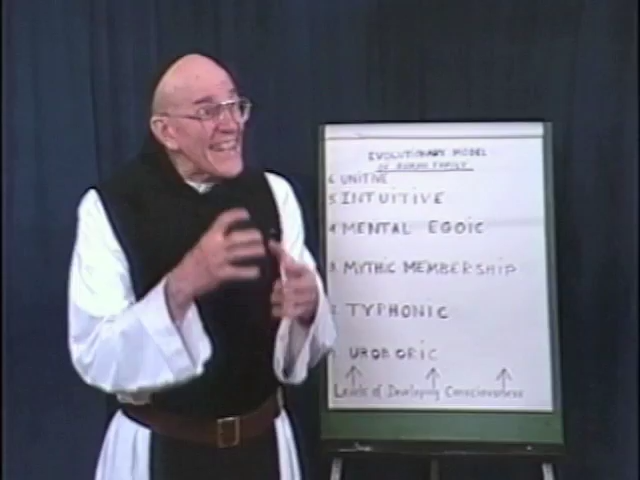 EVOLUTIONARY MODEL
OF HUMAN FAMILY
6. UNITIVE
5. INTUITIVE
4. MENTAL EGOIC
3. MYTHIC MEMBERSHIP
TYPHONIC
UROBORIC
Levels of Developing Consciousness